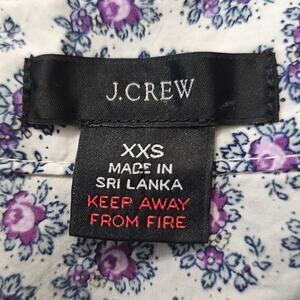 J.CREW
XXS
MADE IN
SRI LANKA
KEEP AWAY
FROM FIRE